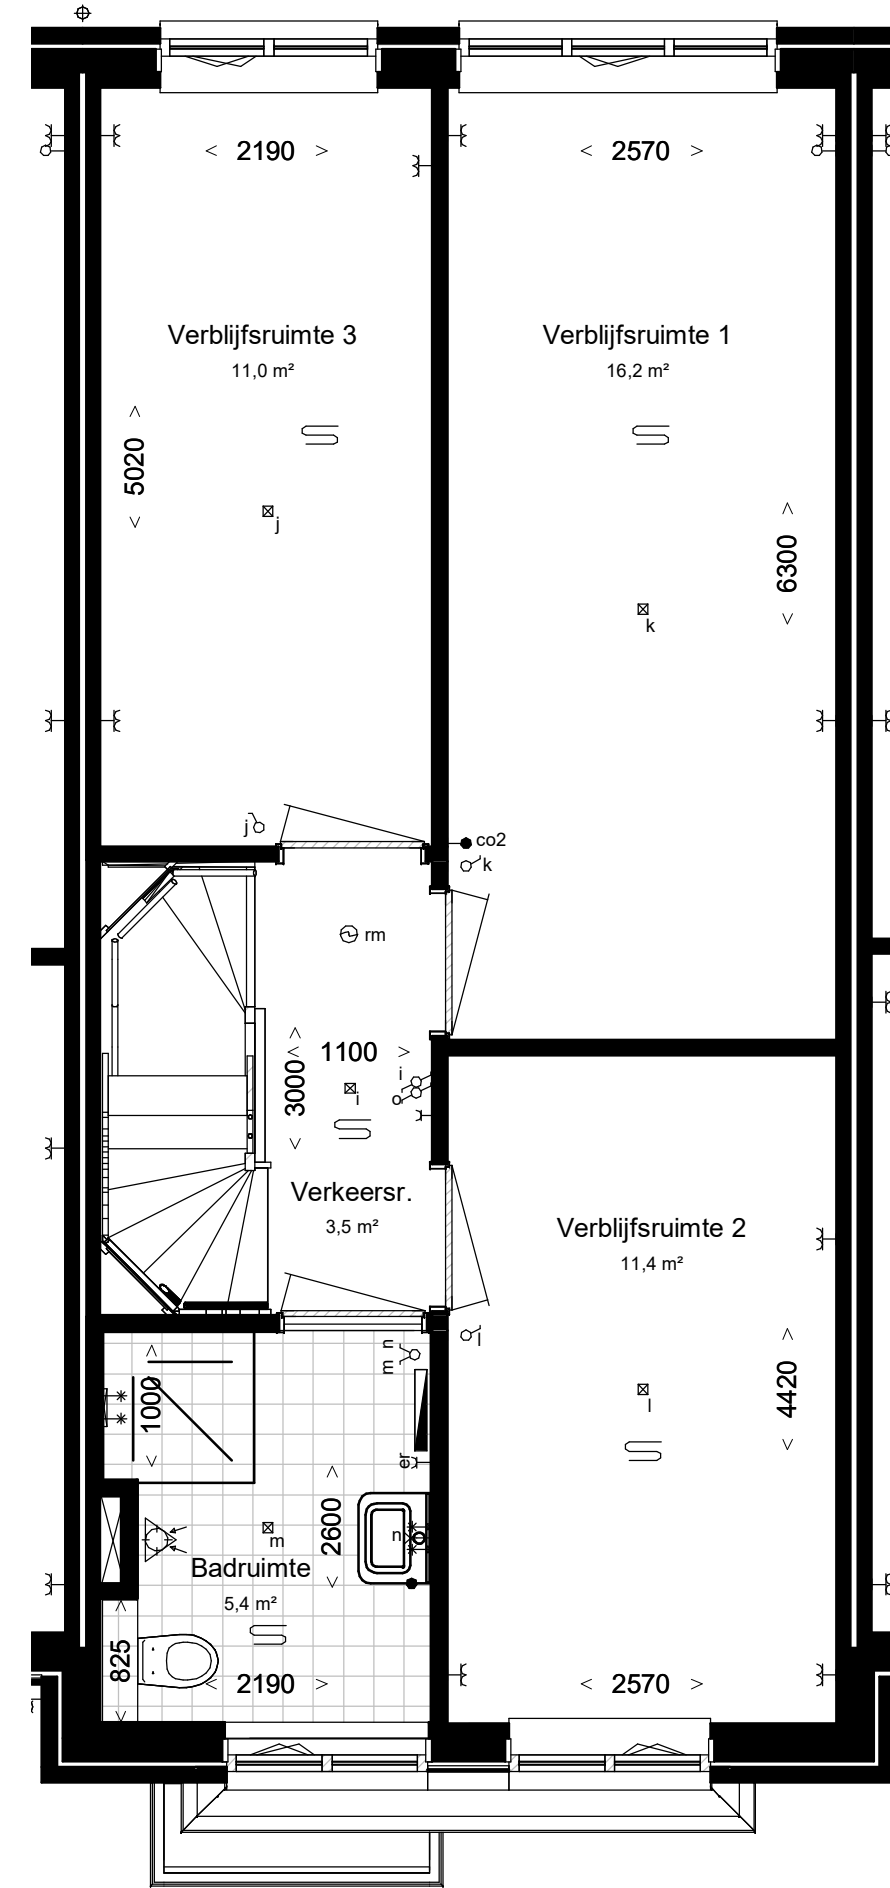 < 2190 >
< 2570 >
Verblijfsruimte 3
11,0 m²
Verblijfsruimte 1
16,2 m²
< 5020 >
j
< 6300 >
k
j
co2
k
rm
< 1100 >
< 3000 >
i
i
o
Verkeersr.
3,5 m²
Verblijfsruimte 2
11,4 m²
l
m n
< 1000 >
< 4420 >
l
er
< 2600 >
m
n
Badruimte
5,4 m²
< 825 >
< 2190 >
< 2570 >